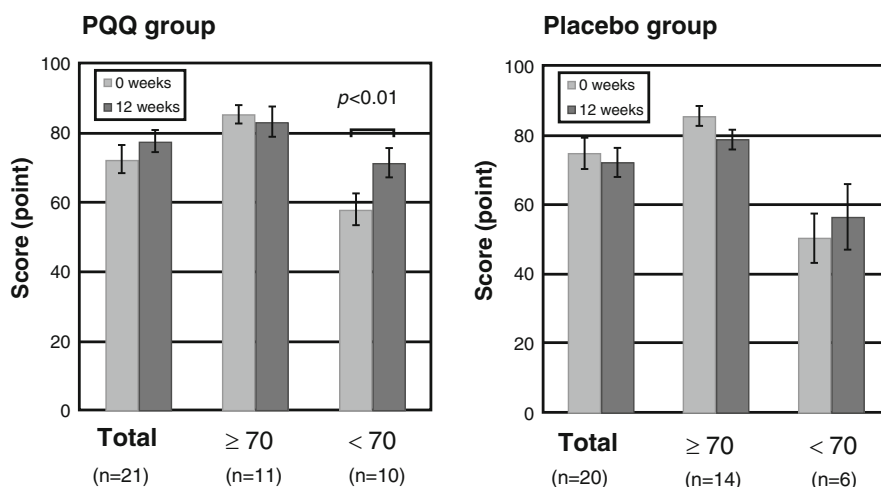 PQQ group
0 weeks
12 weeks
p<0.01
Score (point)
100
80
60
40
20
0
Total
≥ 70
< 70
(n=21)
(n=11)
(n=10)
Placebo group
0 weeks
12 weeks
Score (point)
100
80
60
40
20
0
Total
≥ 70
< 70
(n=20)
(n=14)
(n=6)